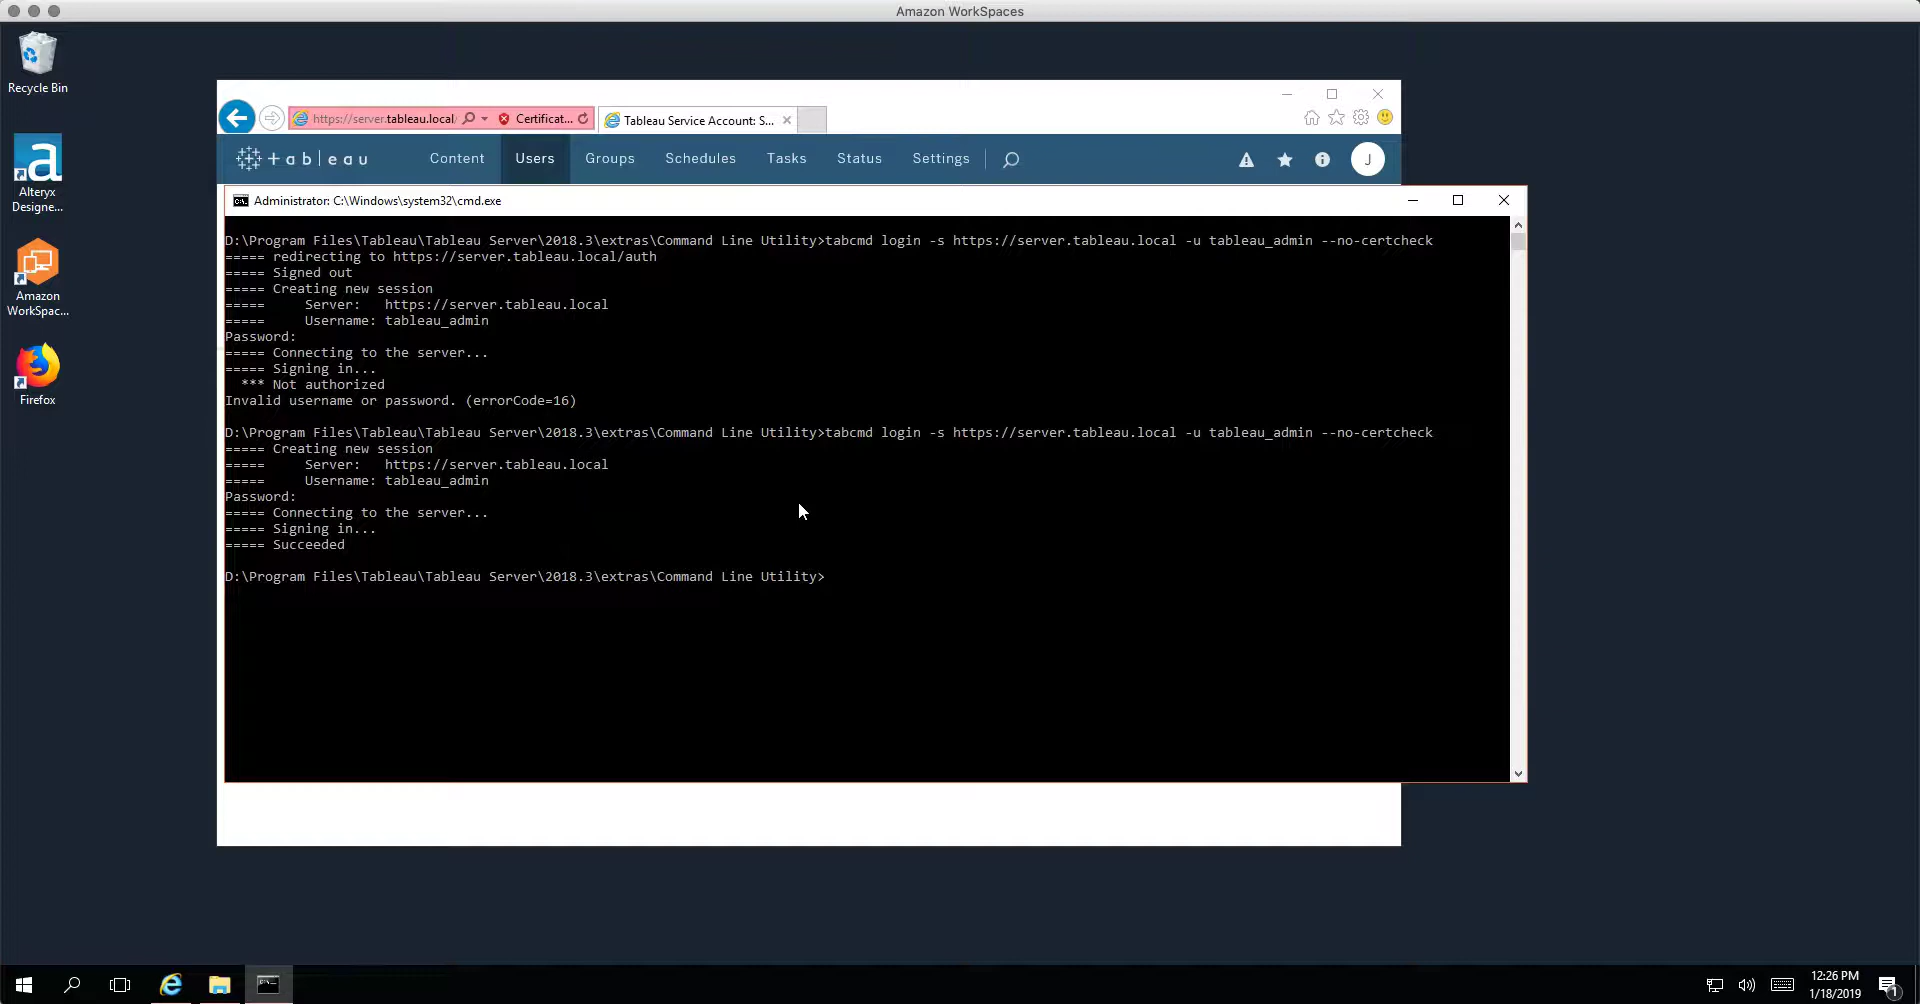 Amazon WorkSpaces
Recycle Bin
https://server.tableau.local/
Certificat...
Tableau Service Account: S...
a
Alteryx
Designe...
+ a b | e a u
Content
Users
Groups
Schedules
Tasks
Status
Settings
J
Administrator: C:\Windows\system32\cmd.exe
Amazon
WorkSpac...
Firefox
D:\Program Files\Tableau\Tableau Server\2018.3\extras\Command Line Utility>tabcmd login -s https://server.tableau.local -u tableau_admin --no-certcheck
===== redirecting to https://server.tableau.local/auth
===== Signed out
===== Creating new session
=====     Server:   https://server.tableau.local
=====     Username: tableau_admin
Password:
===== Connecting to the server...
===== Signing in...
  *** Not authorized
Invalid username or password. (errorCode=16)
D:\Program Files\Tableau\Tableau Server\2018.3\extras\Command Line Utility>tabcmd login -s https://server.tableau.local -u tableau_admin --no-certcheck
===== Creating new session
=====     Server:   https://server.tableau.local
=====     Username: tableau_admin
Password:
===== Connecting to the server...
===== Signing in...
===== Succeeded
D:\Program Files\Tableau\Tableau Server\2018.3\extras\Command Line Utility>
12:26 PM
1/18/2019
1